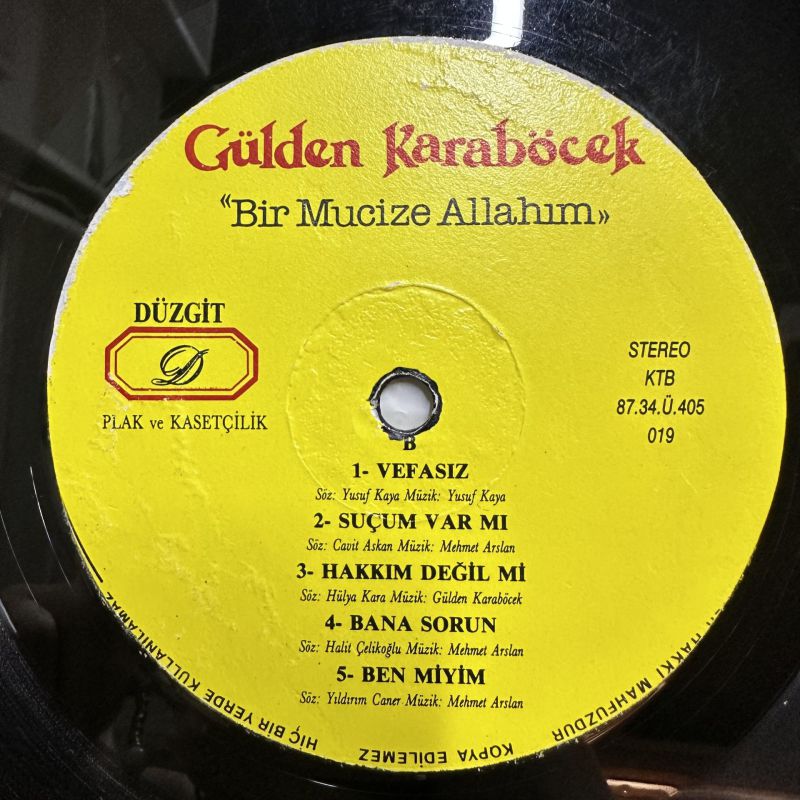 Gülden Karaböcek
«Bir Mucize Allahım»
DÜZGİT
D
PLAK ve KASETÇİLİK
STEREO
KTB
87.34.Ü.405
019
B
1- VEFASIZ
Söz: Yusuf Kaya Müzik: Yusuf Kaya
2- SUÇUM VAR MI
Söz: Cavit Askan Müzik: Mehmet Arslan
3- HAKKIM DEĞİL Mİ
Söz: Hülya Kara Müzik: Gülden Karaböcek
4- BANA SORUN
Söz: Halit Çelikoğlu Müzik: Mehmet Arslan
5- BEN MİYİM
Söz: Yıldırım Caner Müzik: Mehmet Arslan
HAKKI MAHFUZDUR KOPYA EDİLEMEZ HİÇ BİR YERDE KULLANILAMAZ